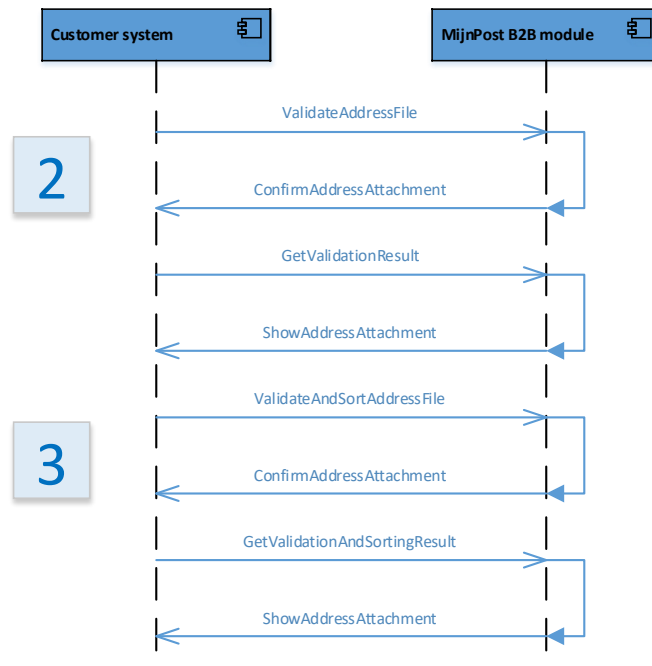 Customer system
MijnPost B2B module
ValidateAddressFile
2
ConfirmAddressAttachment
GetValidationResult
ShowAddressAttachment
ValidateAndSortAddressFile
3
ConfirmAddressAttachment
GetValidationAndSortingResult
ShowAddressAttachment